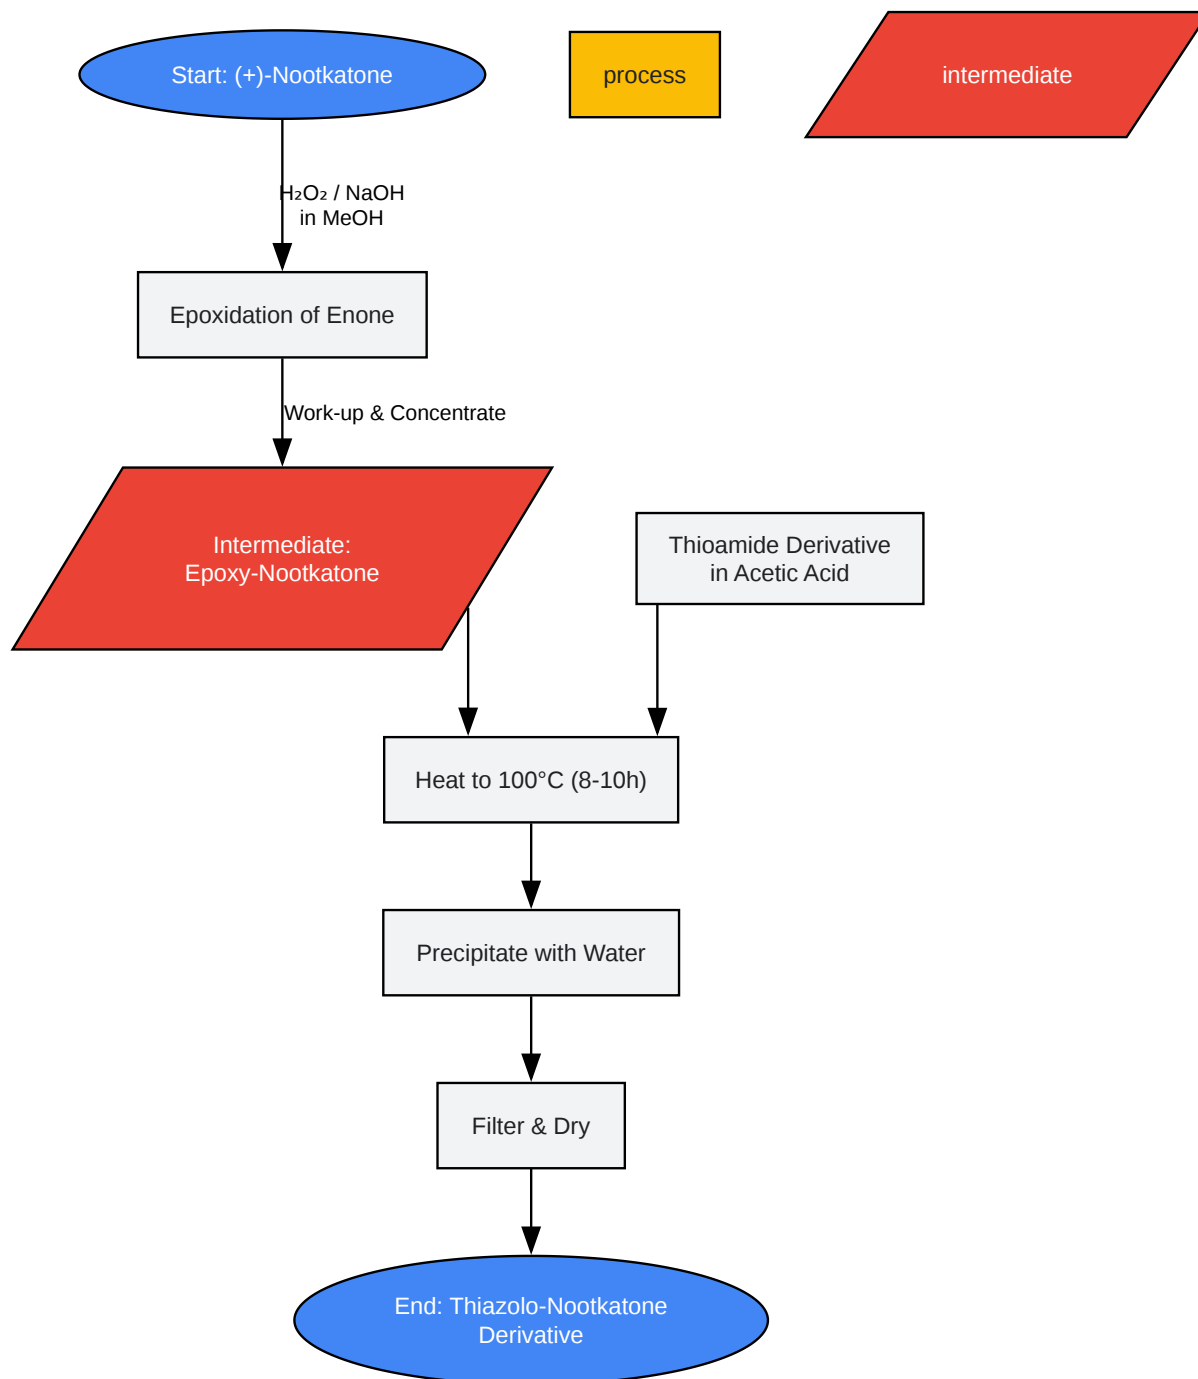 Start: (+)-Nootkatone
process
intermediate
H₂O₂ / NaOH
in MeOH
Epoxidation of Enone
Work-up & Concentrate
Intermediate:
Epoxy-Nootkatone
Thioamide Derivative
in Acetic Acid
Heat to 100°C (8-10h)
Precipitate with Water
Filter & Dry
End: Thiazolo-Nootkatone
Derivative